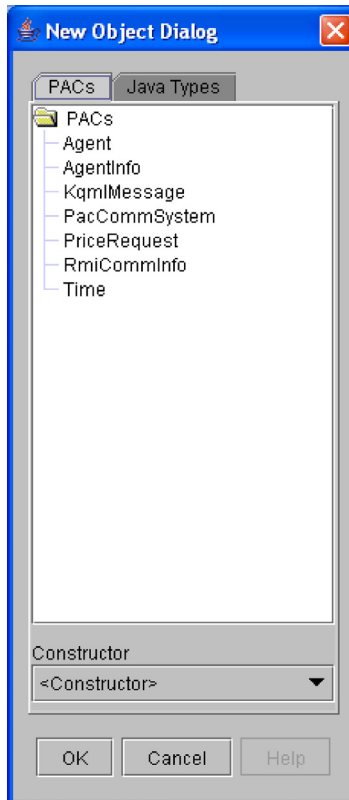 New Object Dialog
PACs Java Types
PACs
Agent
AgentInfo
KqmlMessage
PacCommSystem
PriceRequest
RmiCommInfo
Time
Constructor
<Constructor>
OK Cancel Help